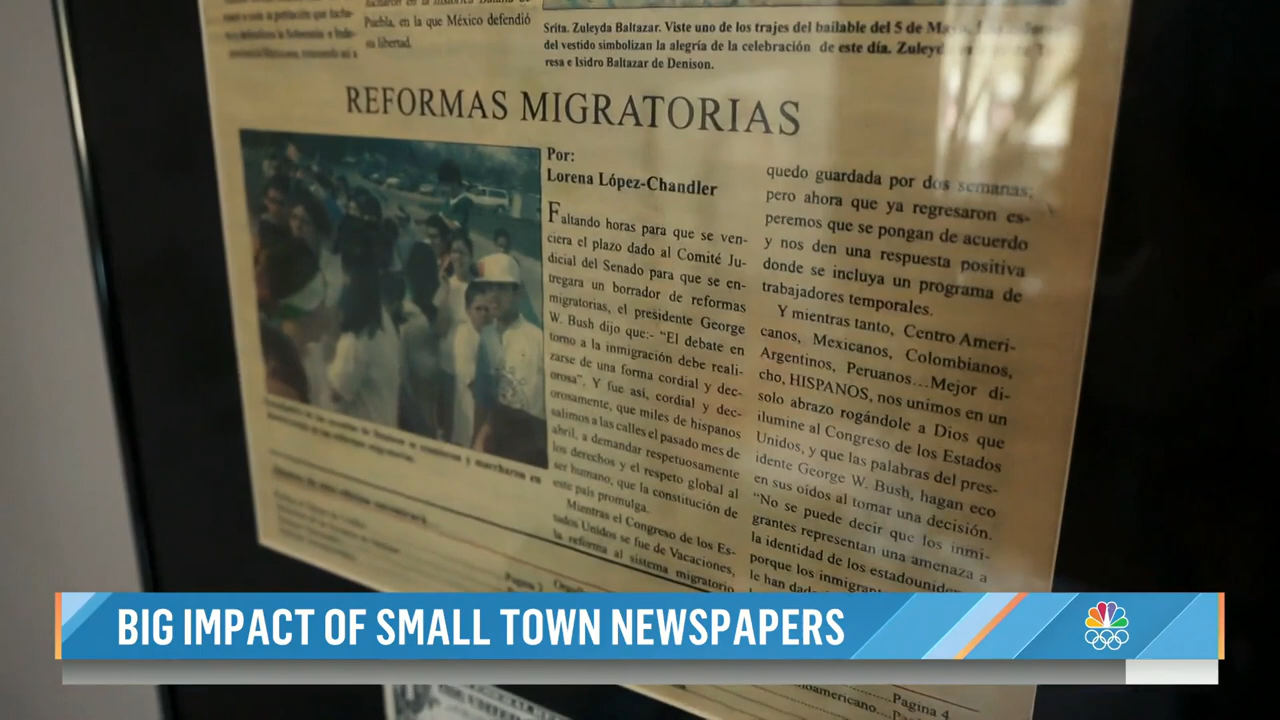 Puebla, en la que México defendió
su libertad.
Srita. Zuleyda Baltazar. Viste uno de los trajes del bailable del 5 de
del vestido simbolizan la alegría de la celebración de este día.
resa e Isidro Baltazar de Denison.
REFORMAS MIGRATORIAS
Por:
Lorena López-Chandler
Faltando horas para que se ven-
ciera el plazo dado al Comité Ju-
dicial del Senado para que se en-
tregara un borrador de reformas
migratorias, el presidente George
W. Bush dijo que:- “El debate en
torno a la inmigración debe reali-
zarse de una forma cordial y dec-
orosa”. Y fue así, cordial y dec-
orosamente, que miles de hispanos
salimos a las calles el pasado mes de
abril, a demandar respetuosamente
los derechos y el respeto global al
ser humano, que la constitución de
este país promulga.
Mientras el Congreso de los Es-
tados Unidos se fue de Vacaciones,
la reforma al sistema migratorio
quedo guardada por dos semanas,
pero ahora que ya regresaron es-
peremos que se pongan de acuerdo
y nos den una respuesta positiva
donde se incluya un programa de
trabajadores temporales.
Y mientras tanto, Centro Ameri-
canos, Mexicanos, Colombianos,
Argentinos, Peruanos...Mejor di-
cho, HISPANOS, nos unimos en un
solo abrazo rogándole a Dios que
ilumine al Congreso de los Estados
Unidos, y que las palabras del pres-
idente George W. Bush, hagan eco
en sus oídos al tomar una decisión.
“No se puede decir que los inmi-
grantes representan una amenaza a
la identidad de los
porque los
le han
BIG IMPACT OF SMALL TOWN NEWSPAPERS
Pagina 4